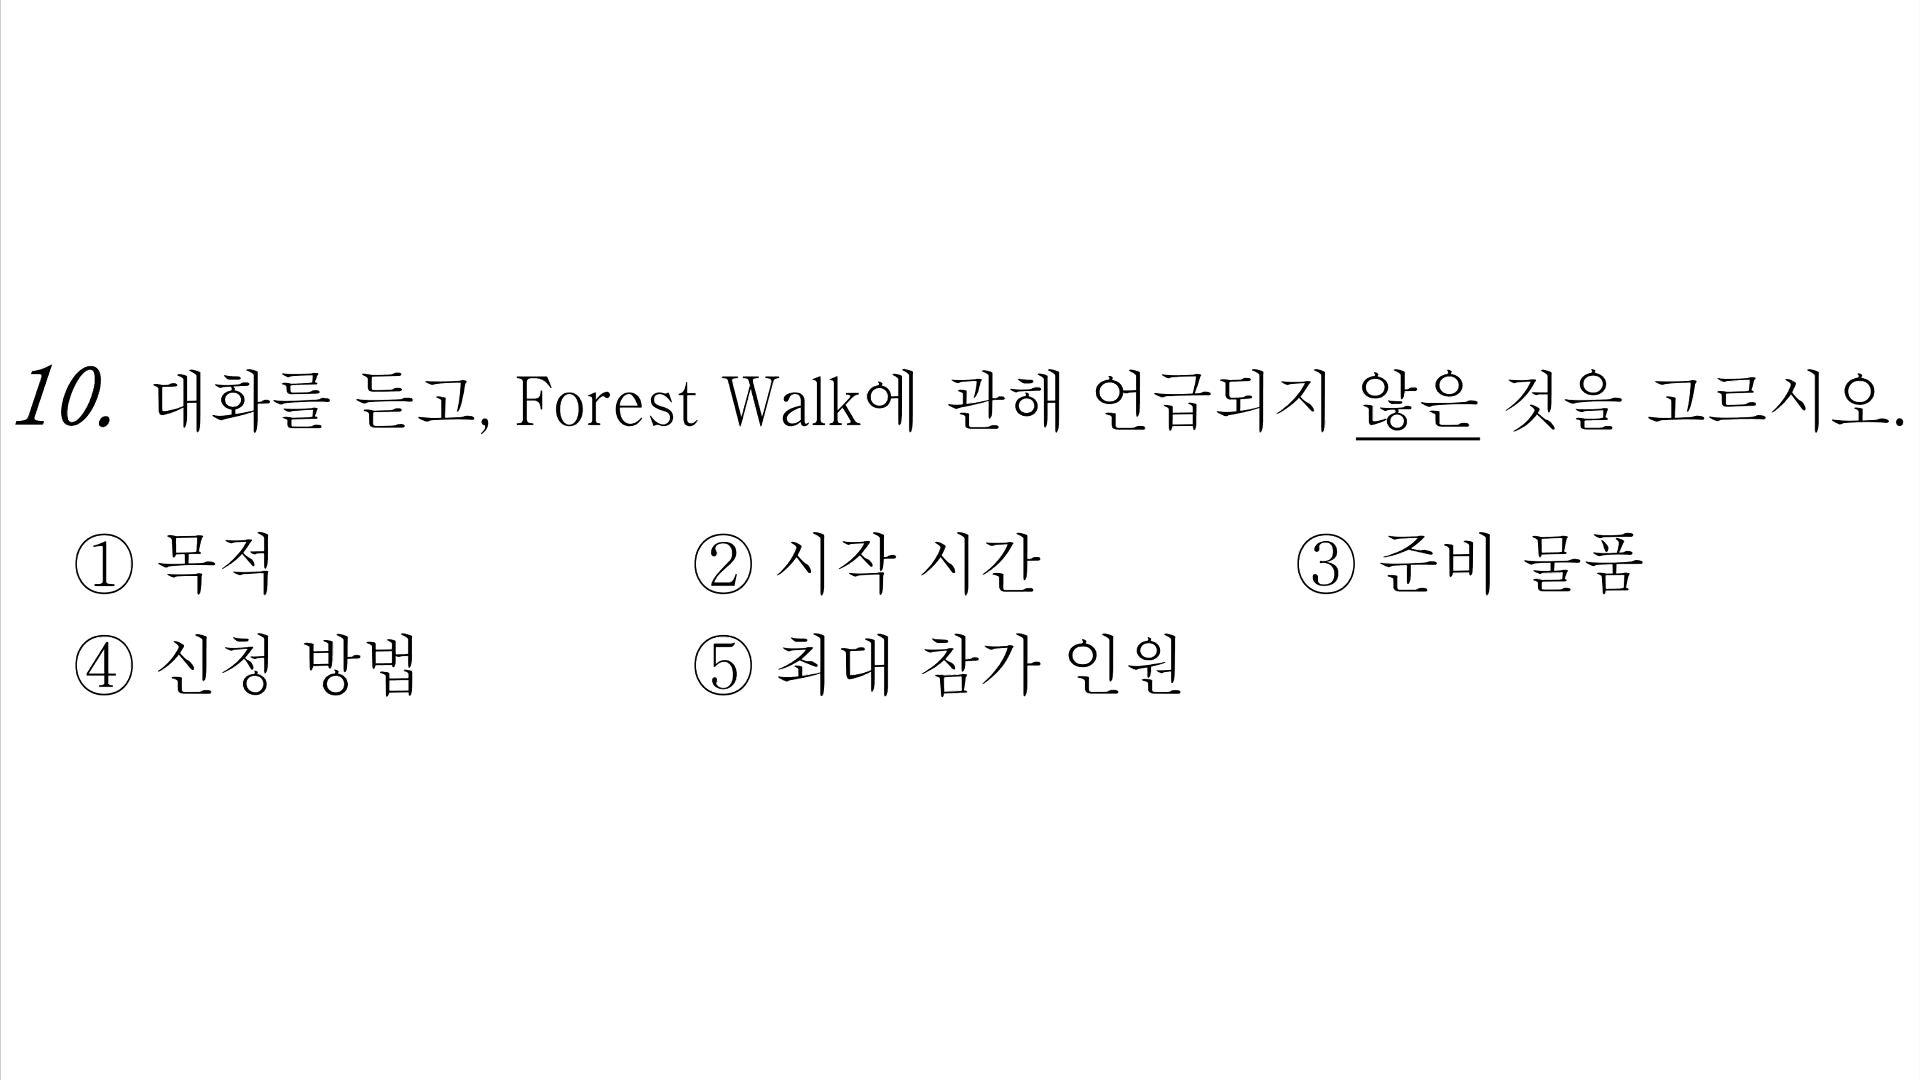 10. 대화를 듣고, Forest Walk에 관해 언급되지 않은 것을 고르시오.
① 목적 ② 시작 시간 ③ 준비 물품
④ 신청 방법 ⑤ 최대 참가 인원